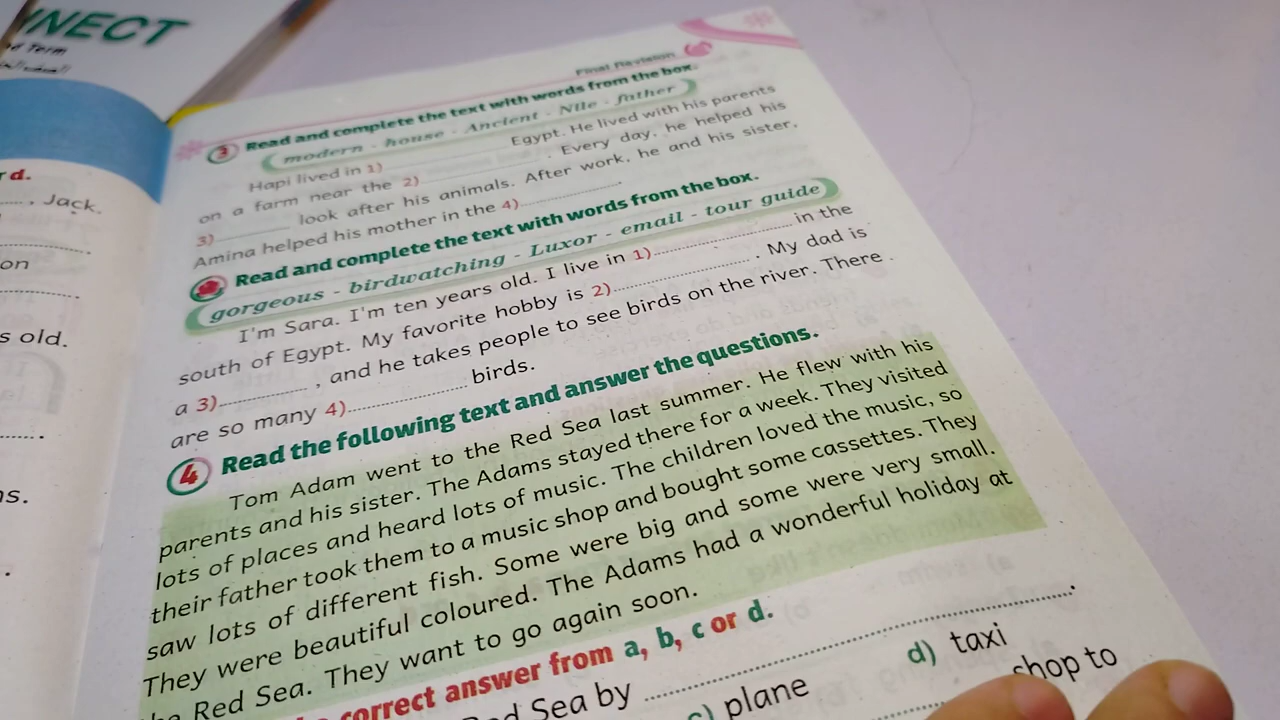 NNECT
Term
r d.
, Jack.
on
s old.
ns.
Final Revision
3 Read and complete the text with words from the box.
modern - house - Ancient - Nile - father
Hapi lived in 1) Egypt. He lived with his parents
on a farm near the 2) . Every day, he helped his
3) look after his animals. After work, he and his sister,
Amina helped his mother in the 4) .
Read and complete the text with words from the box.
gorgeous - birdwatching - Luxor - email - tour guide
I'm Sara. I'm ten years old. I live in 1) in the
south of Egypt. My favorite hobby is 2) . My dad is
a 3) , and he takes people to see birds on the river. There
are so many 4) birds.
4 Read the following text and answer the questions.
Tom Adam went to the Red Sea last summer. He flew with his
parents and his sister. The Adams stayed there for a week. They visited
lots of places and heard lots of music. The children loved the music, so
their father took them to a music shop and bought some cassettes. They
saw lots of different fish. Some were big and some were very small.
They were beautiful coloured. The Adams had a wonderful holiday at
Red Sea. They want to go again soon.
correct answer from a, b, c or d.
Sea by .
c) plane d) taxi
shop to